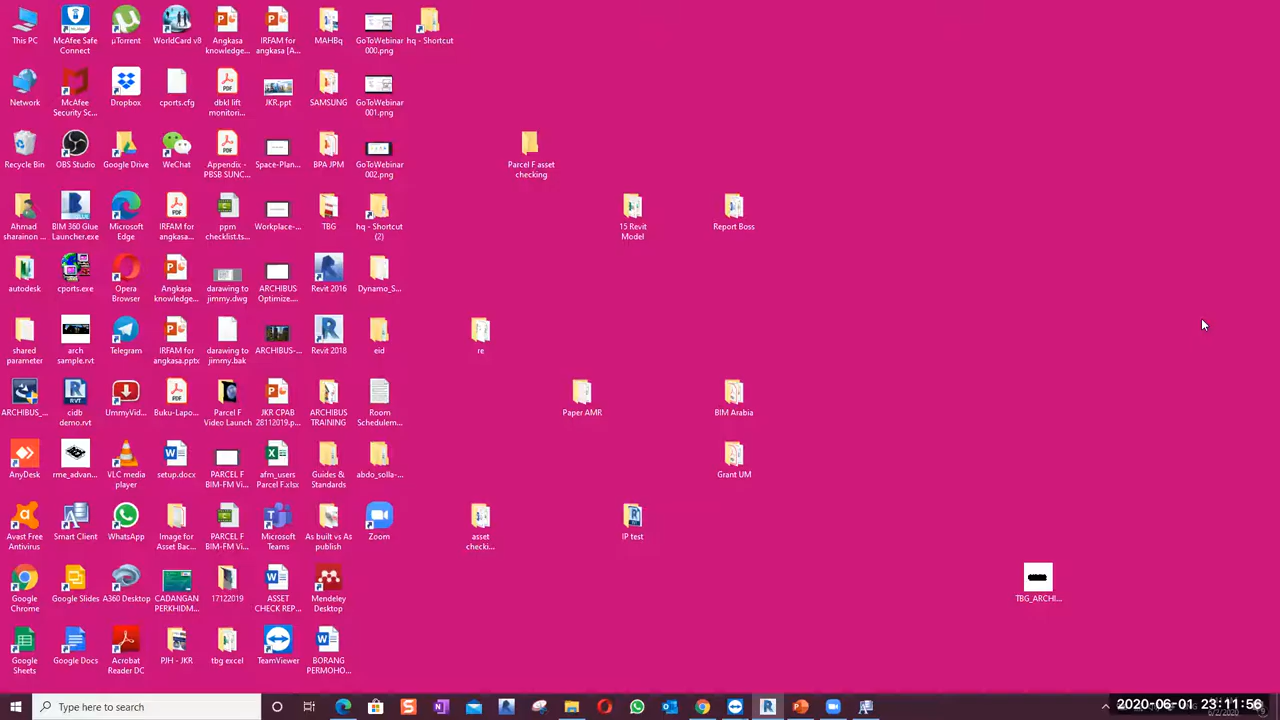 This PC
McAfee Safe
Connect
µTorrent
WorldCard v8
Angkasa
knowledge...
IRFAM for
angkasa [A...
MAHBq
GoToWebinar
000.png
hq - Shortcut
Network
McAfee
Security Sc...
Dropbox
cports.cfg
dbkl lift
monitori...
JKR.ppt
SAMSUNG
GoToWebinar
001.png
Recycle Bin
OBS Studio
Google Drive
WeChat
Appendix -
PBSB SUNC...
Space-Plan...
BPA JPM
GoToWebinar
002.png
Parcel F asset
checking
Ahmad
sharainon ...
BIM 360 Glue
Launcher.exe
Microsoft
Edge
IRFAM for
angkasa...
ppm
checklist.ts...
Workplace-...
TBG
hq - Shortcut
(2)
15 Revit
Model
Report Boss
autodesk
cports.exe
Opera
Browser
Angkasa
knowledge...
darawing to
jimmy.dwg
ARCHIBUS
Optimize....
Revit 2016
Dynamo_S...
shared
parameter
arch
sample.rvt
Telegram
IRFAM for
angkasa.pptx
darawing to
jimmy.bak
ARCHIBUS-...
Revit 2018
eid
re
ARCHIBUS_...
cidb
demo.rvt
UmmyVid...
Buku-Lapo...
Parcel F
Video Launch
JKR CPAB
28112019.p...
ARCHIBUS
TRAINING
Room
Schedulem...
Paper AMR
BIM Arabia
AnyDesk
rme_advan...
VLC media
player
setup.docx
PARCEL F
BIM-FM Vi...
afm_users
Parcel F.xlsx
Guides &
Standards
abdo_solla-...
Grant UM
Avast Free
Antivirus
Smart Client
WhatsApp
Image for
Asset Bac...
PARCEL F
BIM-FM Vi...
Microsoft
Teams
As built vs As
publish
Zoom
asset
checki...
IP test
Google
Chrome
Google Slides
A360 Desktop
CADANGAN
PERKHIDM...
17122019
ASSET
CHECK REP...
Mendeley
Desktop
TBG_ARCHI...
Google
Sheets
Google Docs
Acrobat
Reader DC
PJH - JKR
tbg excel
TeamViewer
BORANG
PERMOHO...
Type here to search
2020-06-01 23:11:56